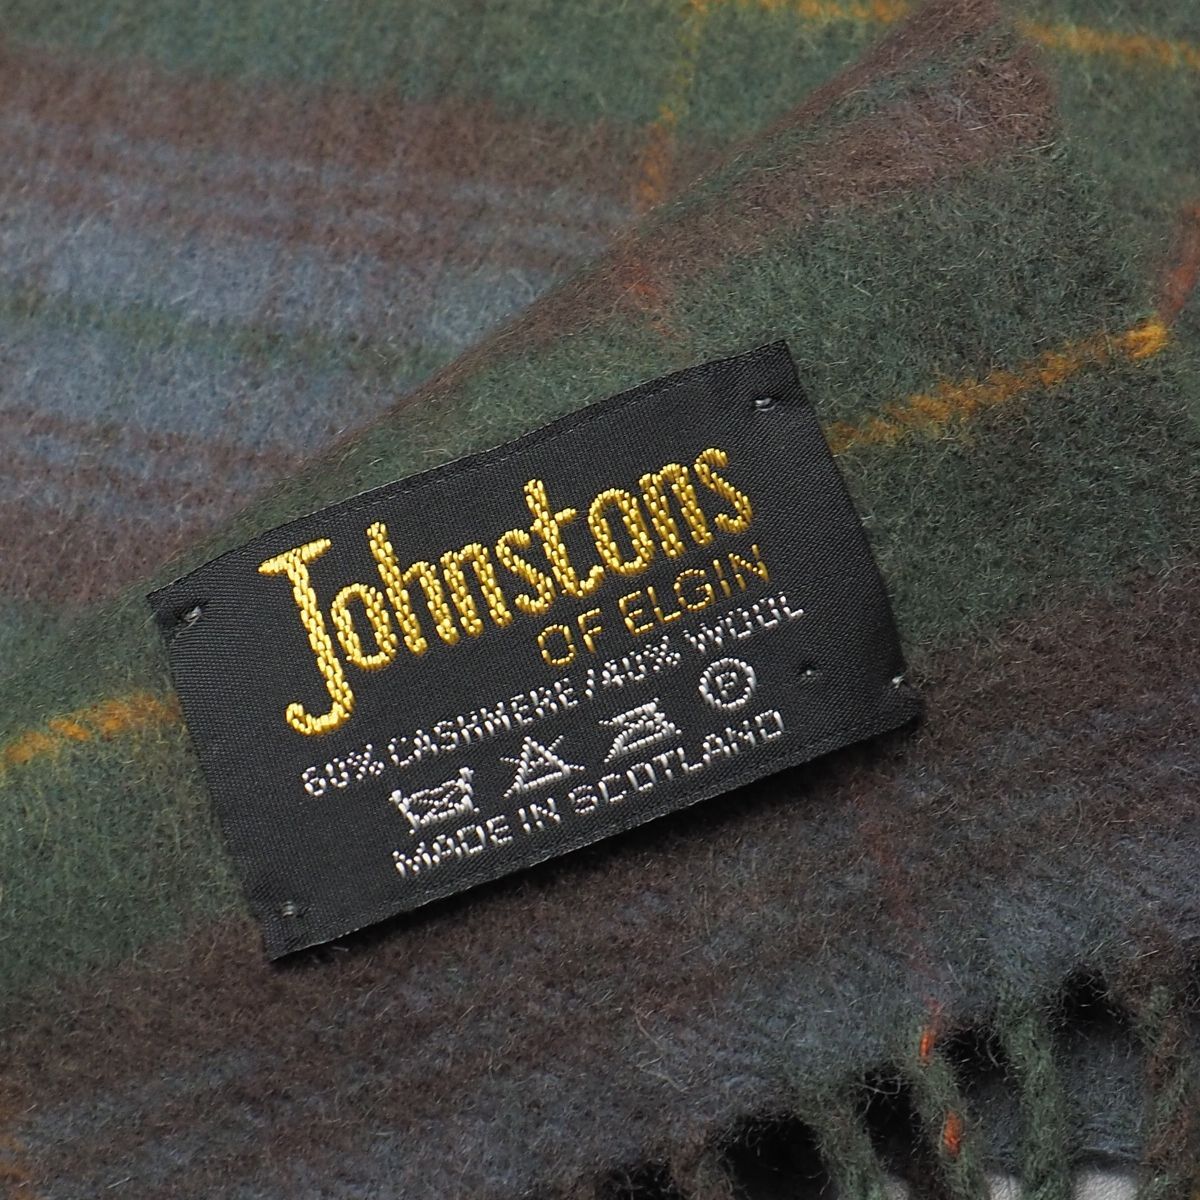 Johnstons
OF ELGIN
60% CASHMERE/40% WOOL
P
MADE IN SCOTLAND